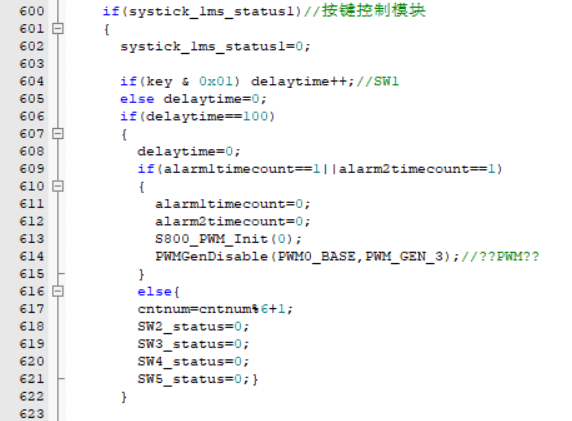 600 if(systick_1ms_status1)//按键控制模块
601 {
602 systick_1ms_status1=0;
603
604 if(key & 0x01) delaytime++;//SW1
605 else delaytime=0;
606 if(delaytime==100)
607 {
608 delaytime=0;
609 if(alarm1timecount==1||alarm2timecount==1)
610 {
611 alarm1timecount=0;
612 alarm2timecount=0;
613 S800_PWM_Init(0);
614 PWMGenDisable(PWM0_BASE,PWM_GEN_3);//??PWM??
615 }
616 else{
617 cntnum=cntnum%6+1;
618 SW2_status=0;
619 SW3_status=0;
620 SW4_status=0;
621 SW5_status=0;}
622 }
623